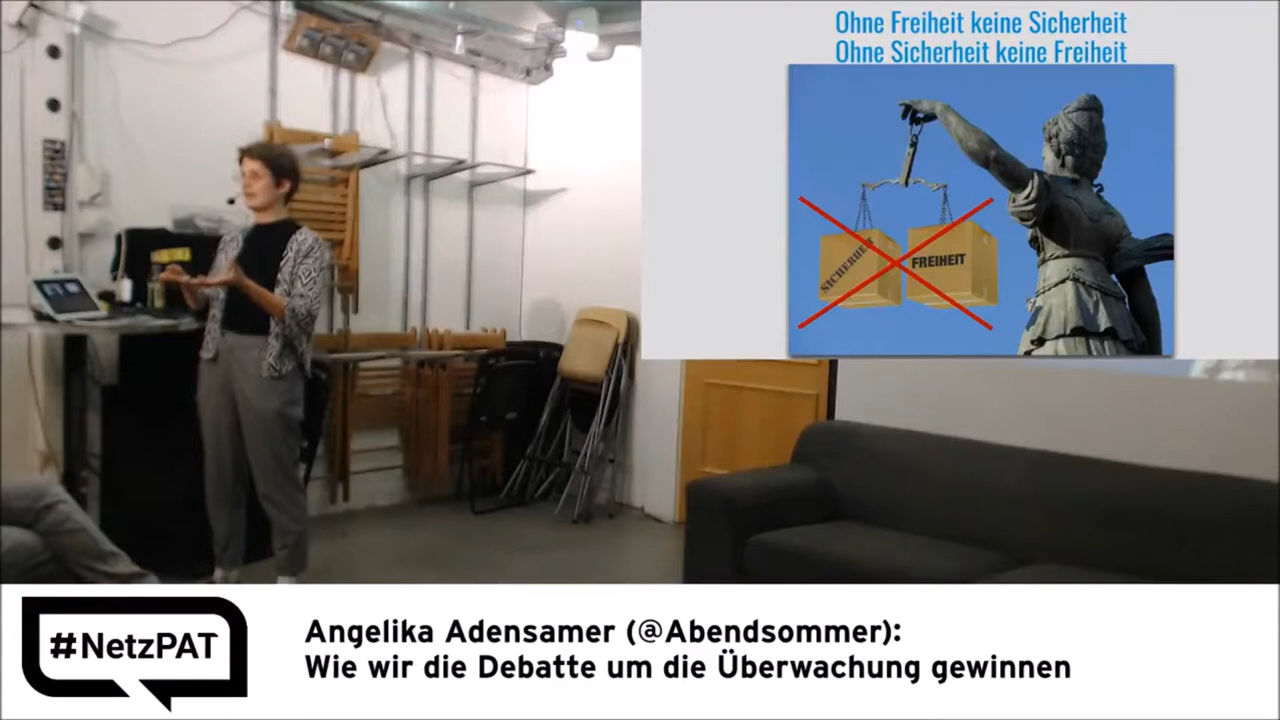 Ohne Freiheit keine Sicherheit
Ohne Sicherheit keine Freiheit
SICHERHEIT
FREIHEIT
#NetzPAT
Angelika Adensamer (@Abendsommer):
Wie wir die Debatte um die Überwachung gewinnen